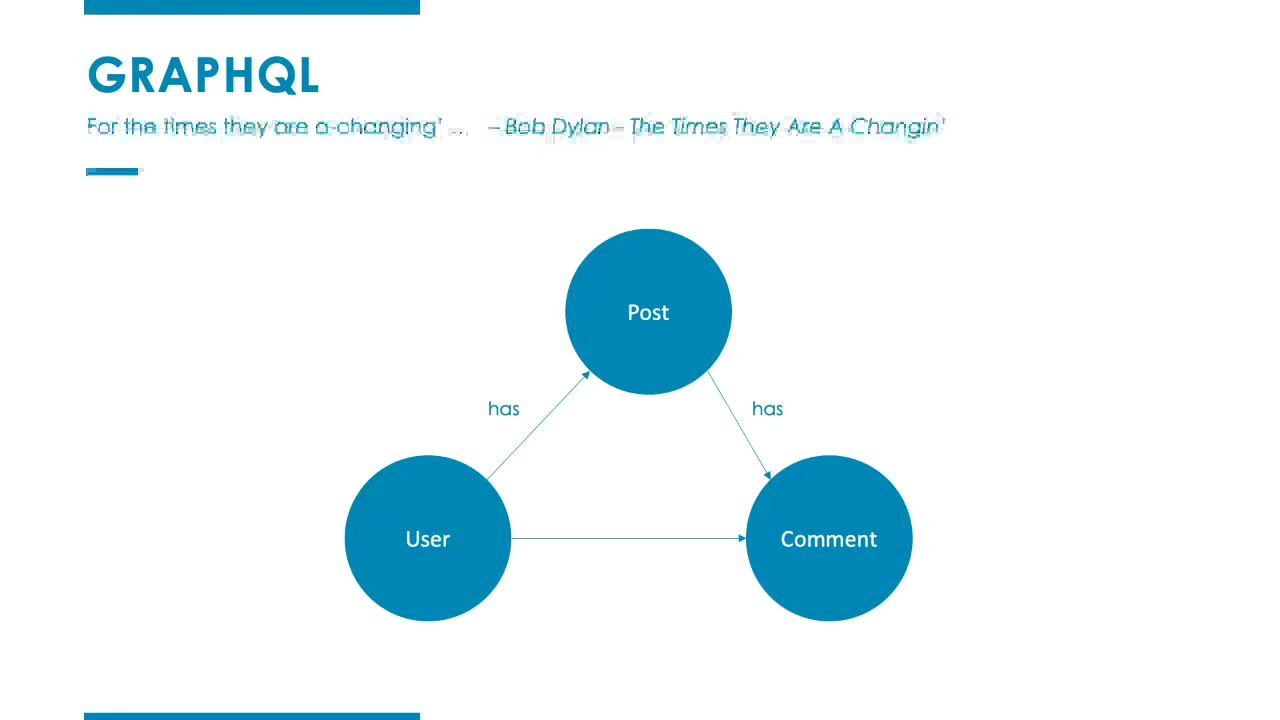 GRAPHQL
For the times they are a-changing' ... – Bob Dylan – The Times They Are A Changin'
Post
has has
User Comment